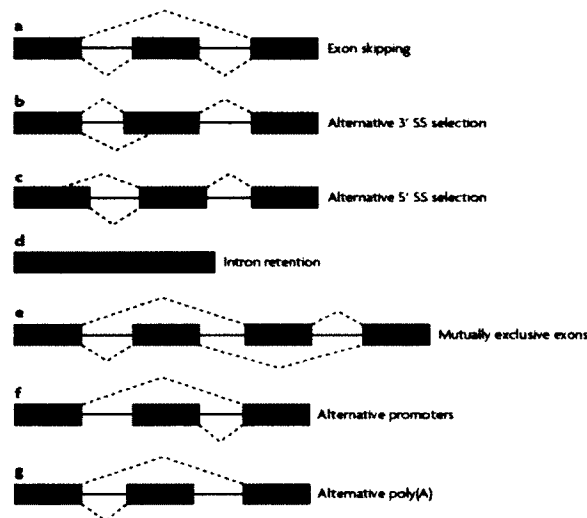 a
Exon skipping
b
Alternative 3' SS selection
c
Alternative 5' SS selection
d
Intron retention
e
Mutually exclusive exons
f
Alternative promoters
g
Alternative poly(A)